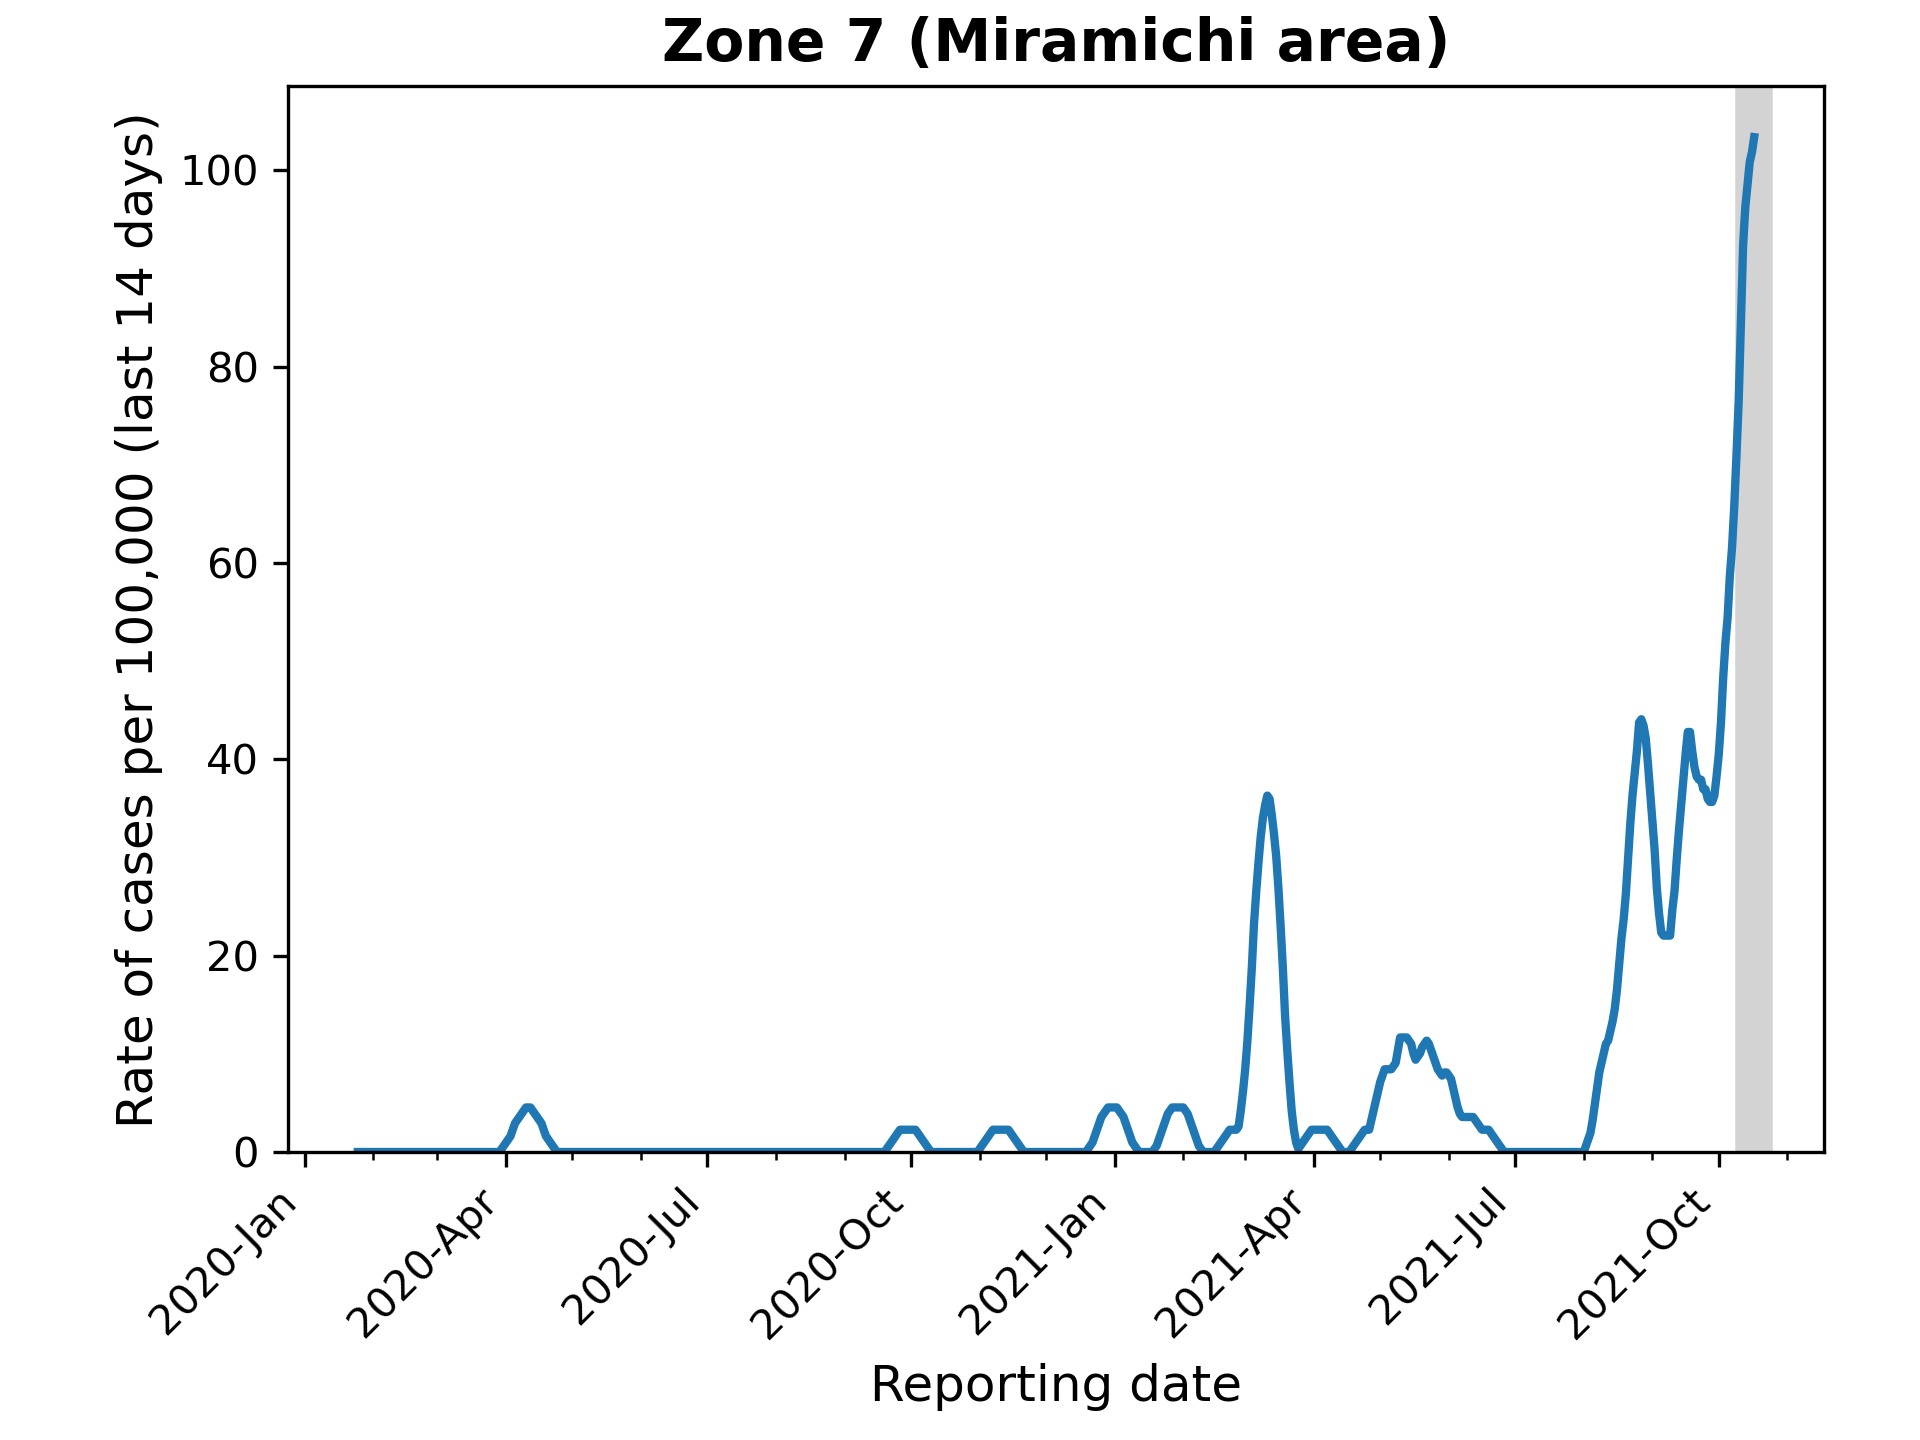 Zone 7 (Miramichi area)
Rate of cases per 100,000 (last 14 days)
100
80
60
40
20
0
2020-Jan
2020-Apr
2020-Jul
2020-Oct
2021-Jan
2021-Apr
2021-Jul
2021-Oct
Reporting date